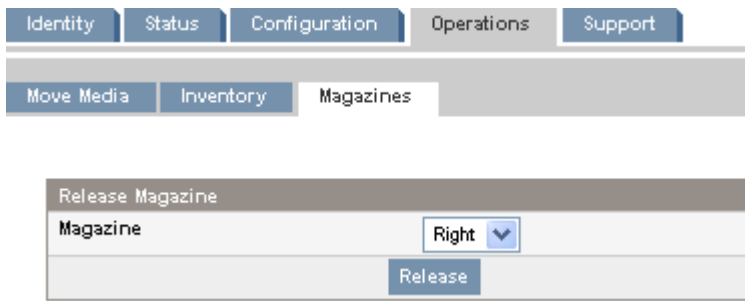 Identity Status Configuration Operations Support
Move Media Inventory Magazines
Release Magazine
Magazine Right
Release